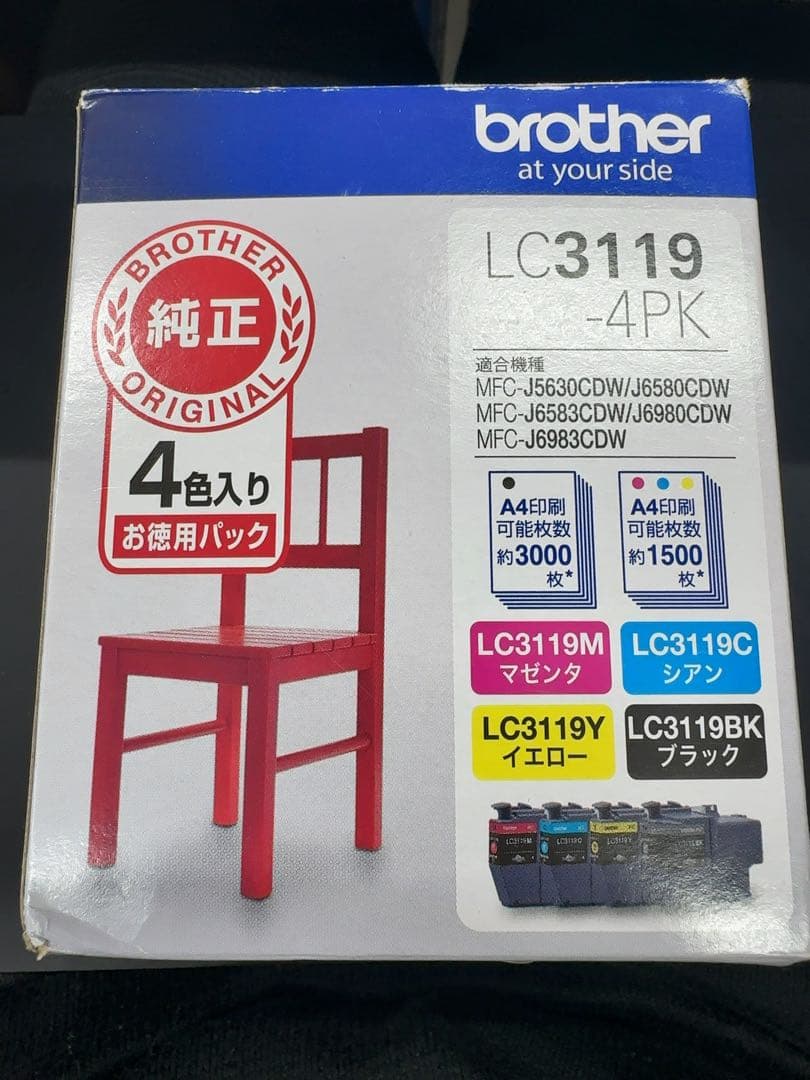 brother
at your side
LC3119
-4PK
適合機種
MFC-J5630CDW/J6580CDW
MFC-J6583CDW/J6980CDW
MFC-J6983CDW
BROTHER
純正
ORIGINAL
4色入り
お徳用パック
A4印刷
可能枚数
約3000
枚*
A4印刷
可能枚数
約1500
枚*
LC3119M
マゼンタ
LC3119C
シアン
LC3119Y
イエロー
LC3119BK
ブラック
LC3119M
LC3119C
LC3119Y